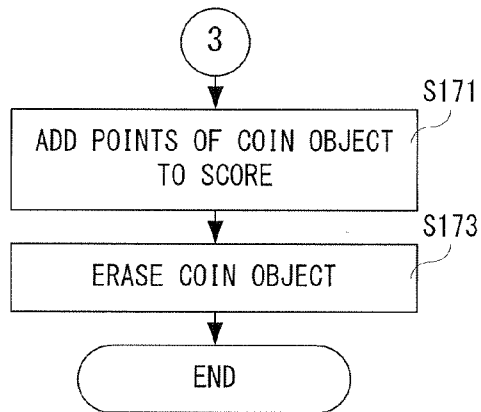 3
S171
ADD POINTS OF COIN OBJECT
TO SCORE
S173
ERASE COIN OBJECT
END